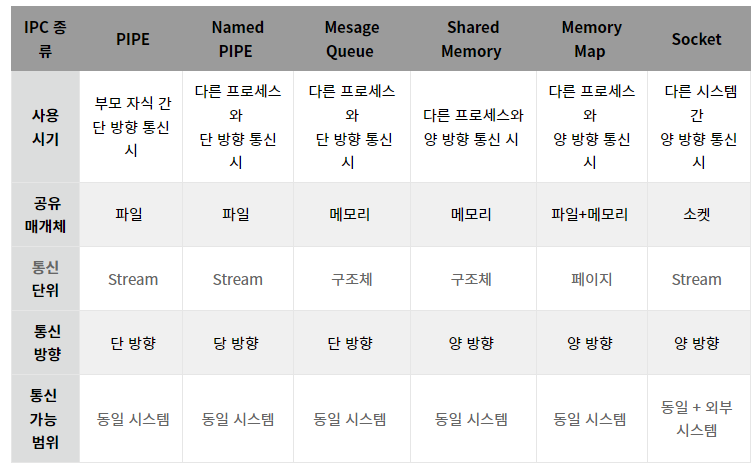 IPC 종류 PIPE Named PIPE Mesage Queue Shared Memory Memory Map Socket
사용 시기 부모 자식 간 단 방향 통신 시 다른 프로세스와 단 방향 통신 시 다른 프로세스와 단 방향 통신 시 다른 프로세스와 양 방향 통신 시 다른 프로세스와 양 방향 통신 시 다른 시스템 간 양 방향 통신 시
공유 매개체 파일 파일 메모리 메모리 파일+메모리 소켓
통신 단위 Stream Stream 구조체 구조체 페이지 Stream
통신 방향 단 방향 당 방향 단 방향 양 방향 양 방향 양 방향
통신 가능 범위 동일 시스템 동일 시스템 동일 시스템 동일 시스템 동일 시스템 동일 + 외부 시스템